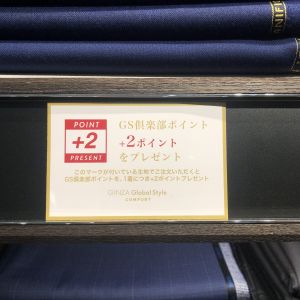 POINT
+2
PRESENT
GS倶楽部ポイント
+2ポイント
をプレゼント
このマークが付いている生地でご注文いただくと
GS倶楽部ポイントを、1着につき+2ポイントプレゼント
GINZA Global Style
COMFORT